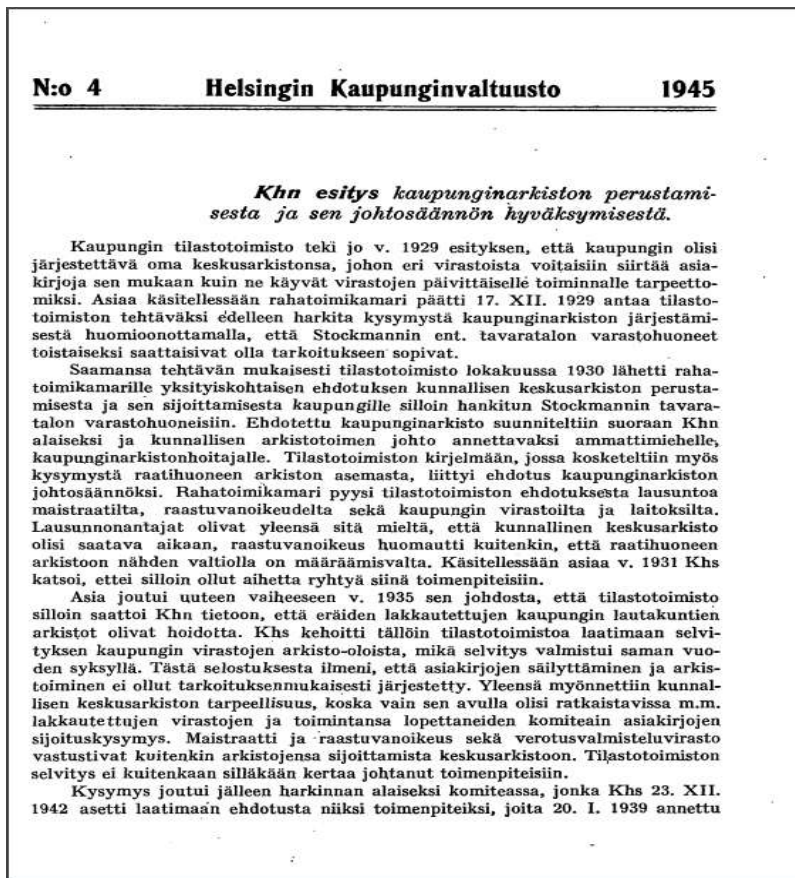 N:o 4 Helsingin Kaupunginvaltuusto 1945
Khn esitys kaupunginarkiston perustami-
sesta ja sen johtosäännön hyväksymisestä.
Kaupungin tilastotoimisto teki jo v. 1929 esityksen, että kaupungin olisi
järjestettävä oma keskusarkistonsa, johon eri virastoista voitaisiin siirtää asia-
kirjoja sen mukaan kuin ne käyvät virastojen päivittäiselle toiminnalle tarpeetto-
miksi. Asiaa käsitellessään rahatoimikamari päätti 17. XII. 1929 antaa tilasto-
toimiston tehtäväksi edelleen harkita kysymystä kaupunginarkiston järjestämi-
sestä huomioonottamalla, että Stockmannin ent. tavaratalon varastohuoneet
toistaiseksi saattaisivat olla tarkoitukseen sopivat.
Saamansa tehtävän mukaisesti tilastotoimisto lokakuussa 1930 lähetti raha-
toimikamarille yksityiskohtaisen ehdotuksen kunnallisen keskusarkiston perusta-
misesta ja sen sijoittamisesta kaupungille silloin hankitun Stockmannin tavara-
talon varastohuoneisiin. Ehdotettu kaupunginarkisto suunniteltiin suoraan Khn
alaiseksi ja kunnallisen arkistotoimen johto annettavaksi ammattimiehelle,
kaupunginarkistonhoitajalle. Tilastotoimiston kirjelmään, jossa kosketeltiin myös
kysymystä raatihuoneen arkiston asemasta, liittyi ehdotus kaupunginarkiston
johtosäännöksi. Rahatoimikamari pyysi tilastotoimiston ehdotuksesta lausuntoa
maistraatilta, raastuvanoikeudelta sekä kaupungin virastoilta ja laitoksilta.
Lausunnonantajat olivat yleensä sitä mieltä, että kunnallinen keskusarkisto
olisi saatava aikaan, raastuvanoikeus huomautti kuitenkin, että raatihuoneen
arkistoon nähden valtiolla on määräämisvalta. Käsitellessään asiaa v. 1931 Khs
katsoi, ettei silloin ollut aihetta ryhtyä siinä toimenpiteisiin.
Asia joutui uuteen vaiheeseen v. 1935 sen johdosta, että tilastotoimisto
silloin saattoi Khn tietoon, että eräiden lakkautettujen kaupungin lautakuntien
arkistot olivat hoidotta. Khs kehoitti tällöin tilastotoimistoa laatimaan selvi-
tyksen kaupungin virastojen arkisto-oloista, mikä selvitys valmistui saman vuo-
den syksyllä. Tästä selostuksesta ilmeni, että asiakirjojen säilyttäminen ja arkis-
toiminen ei ollut tarkoituksenmukaisesti järjestetty. Yleensä myönnettiin kunnal-
lisen keskusarkiston tarpeellisuus, koska vain sen avulla olisi ratkaistavissa m.m.
lakkautettujen virastojen ja toimintansa lopettaneiden komiteain asiakirjojen
sijoituskysymys. Maistraatti ja raastuvanoikeus sekä verotusvalmisteluvirasto
vastustivat kuitenkin arkistojensa sijoittamista keskusarkistoon. Tilastotoimiston
selvitys ei kuitenkaan silläkään kertaa johtanut toimenpiteisiin.
Kysymys joutui jälleen harkinnan alaiseksi komiteassa, jonka Khs 23. XII.
1942 asetti laatimaan ehdotusta niiksi toimenpiteiksi, joita 20. I. 1939 annettu